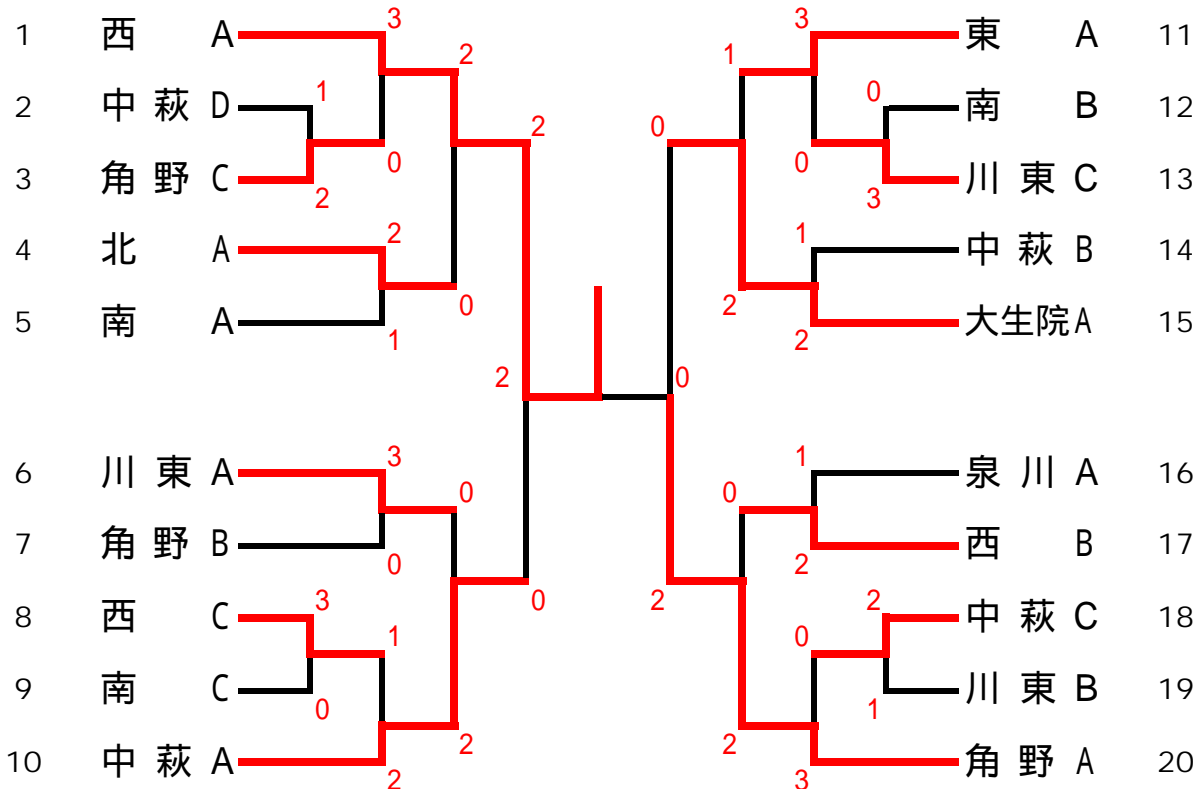 1 西 A 3 3 東 A 11
2 1
2 中萩 D 1 0 南 B 12
2 0
3 角野 C 2 0 0 3 川東 C 13
4 北 A 2 1 中萩 B 14
0 2
5 南 A 1 2 大生院 A 15
2 0
6 川東 A 3 1 泉川 A 16
0 0
7 角野 B 0 2 西 B 17
0 2
8 西 C 3 1 0 2 中萩 C 18
9 南 C 0 1 川東 B 19
2 2
10 中萩 A 2 3 角野 A 20